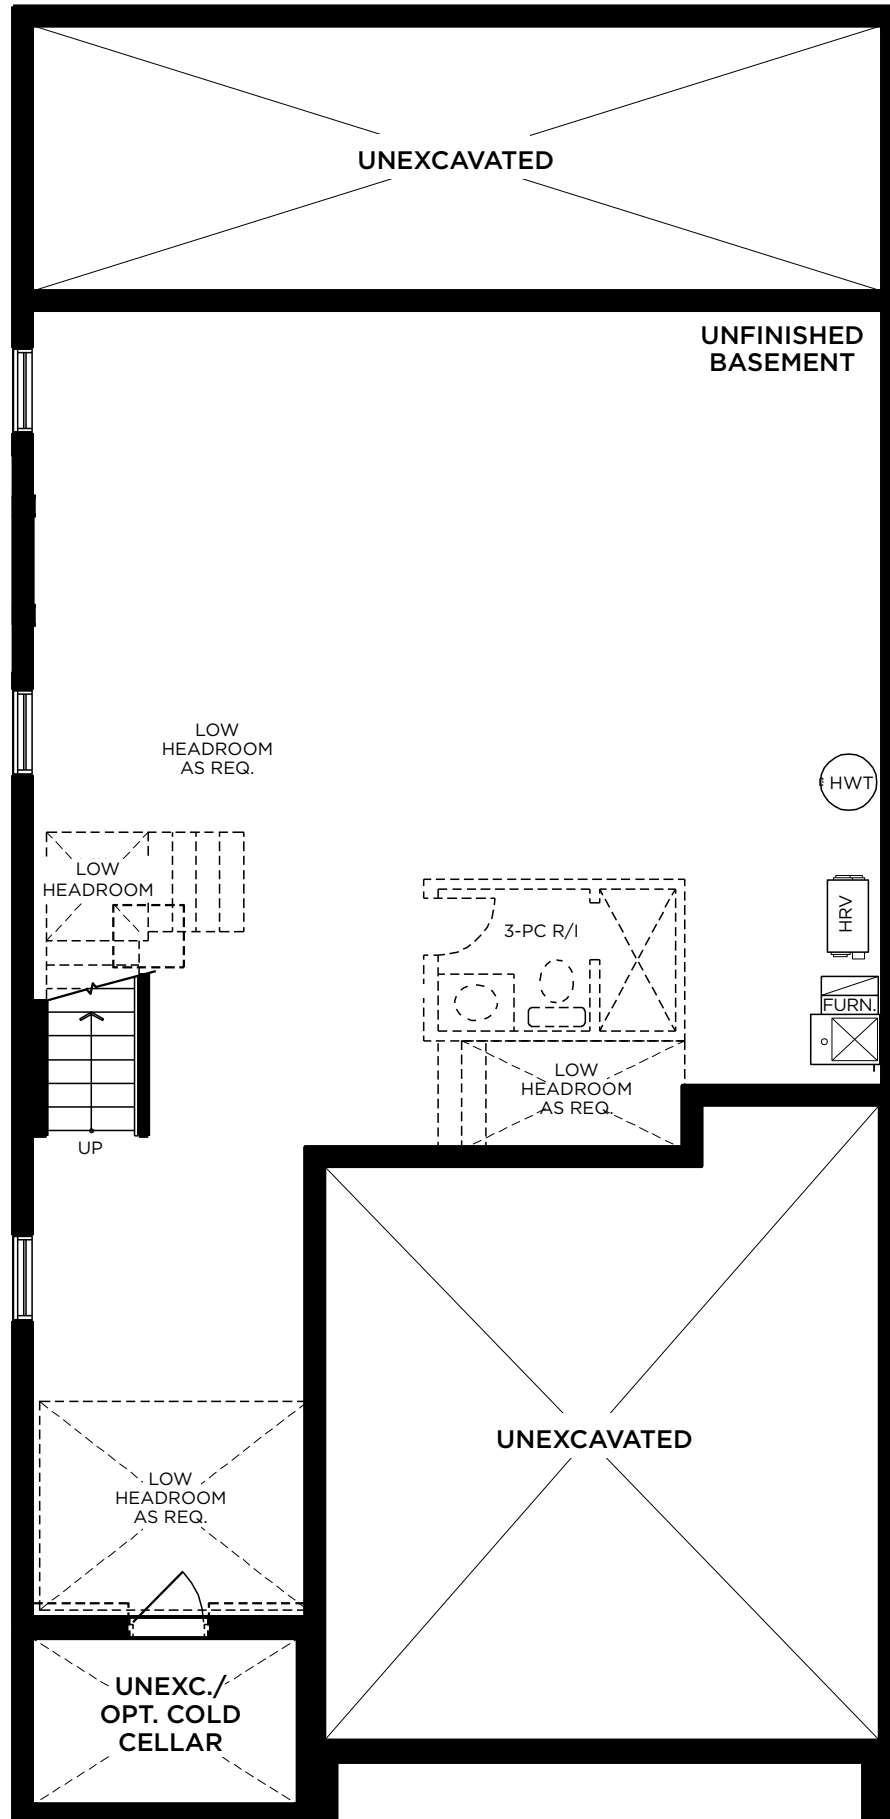 UNEXCAVATED
UNFINISHED
BASEMENT
LOW
HEADROOM
AS REQ.
HWT
LOW
HEADROOM
HRV
3-PC R/I
FURN.
LOW
HEADROOM
AS REQ.
UP
UNEXCAVATED
LOW
HEADROOM
AS REQ.
UNEXC./
OPT. COLD
CELLAR